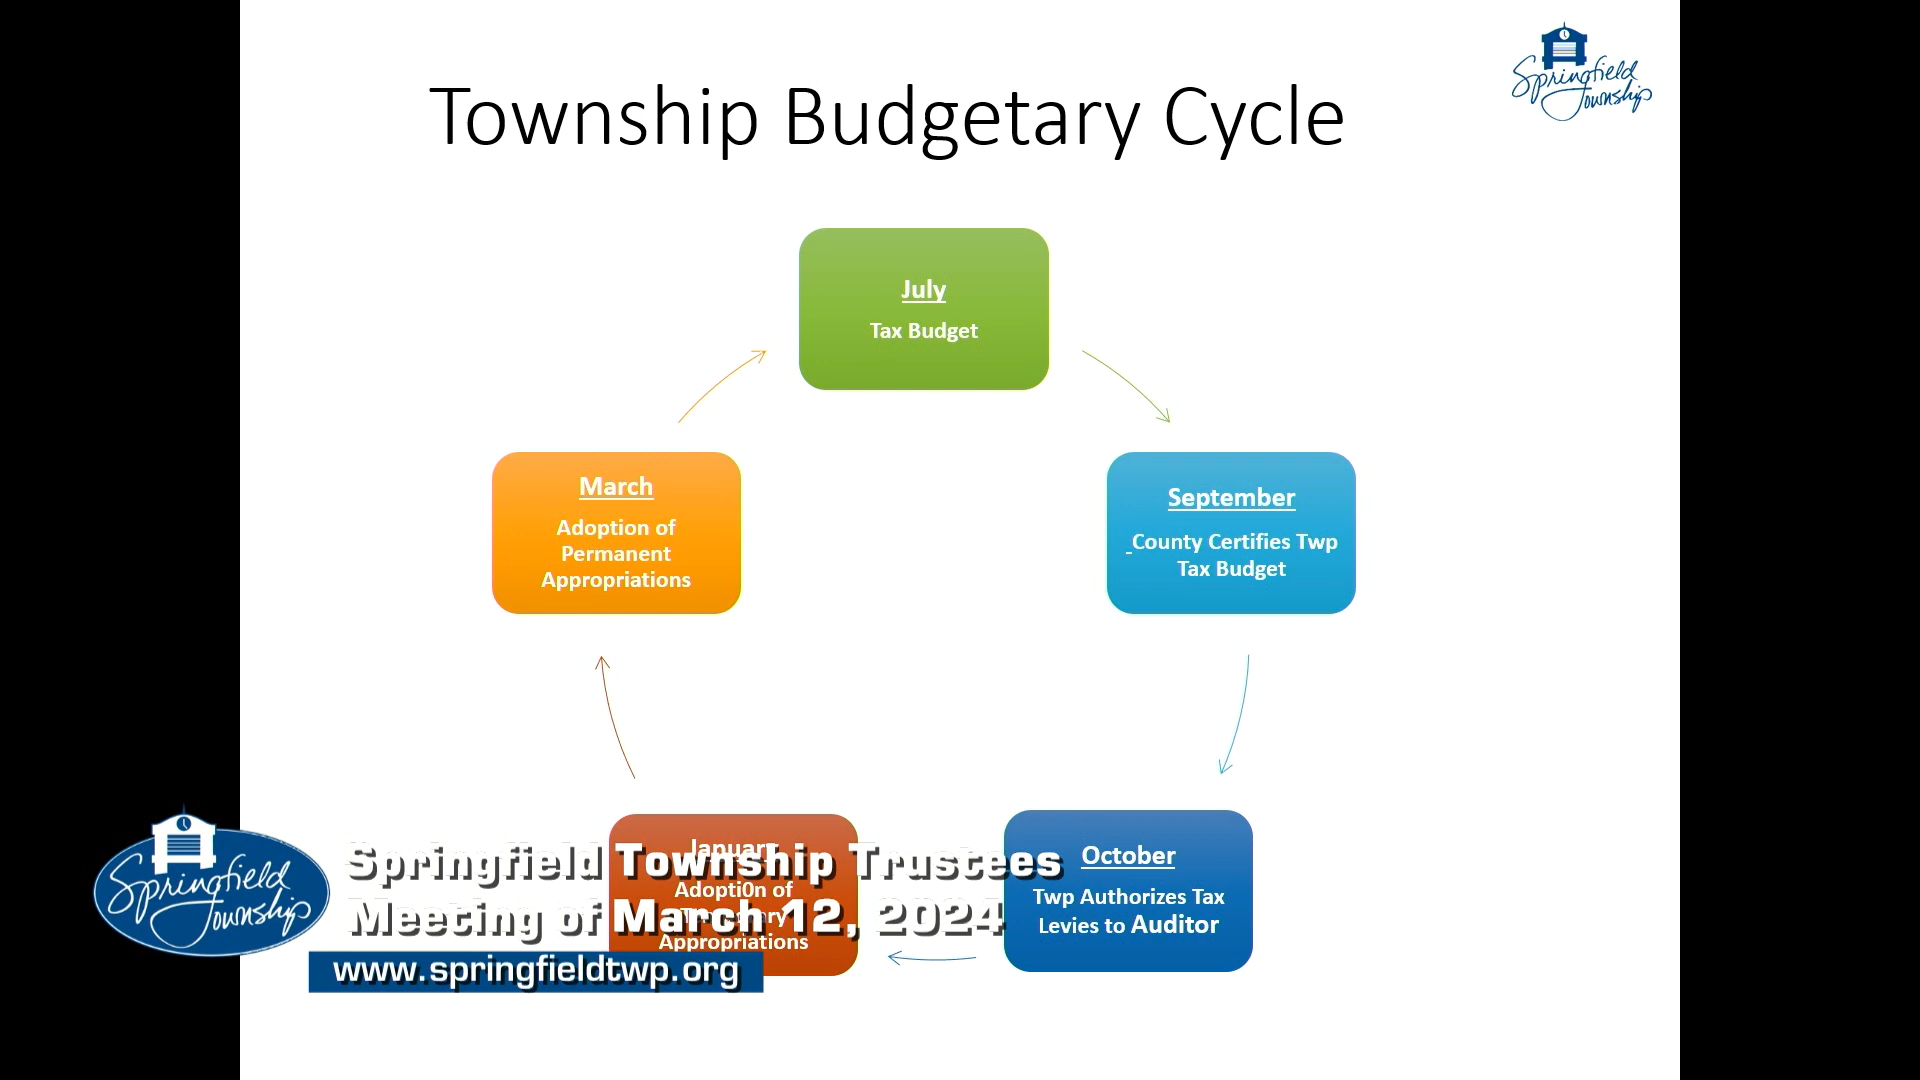 Township Budgetary Cycle
Springfield
Township
July
Tax Budget
March
Adoption of
Permanent
Appropriations
September
County Certifies Twp
Tax Budget
January
Adopti0n of
Appropriations
October
Twp Authorizes Tax
Levies to Auditor
Springfield
Township
Springfield Township Trustees
Meeting of March 12, 2024
www.springfieldtwp.org